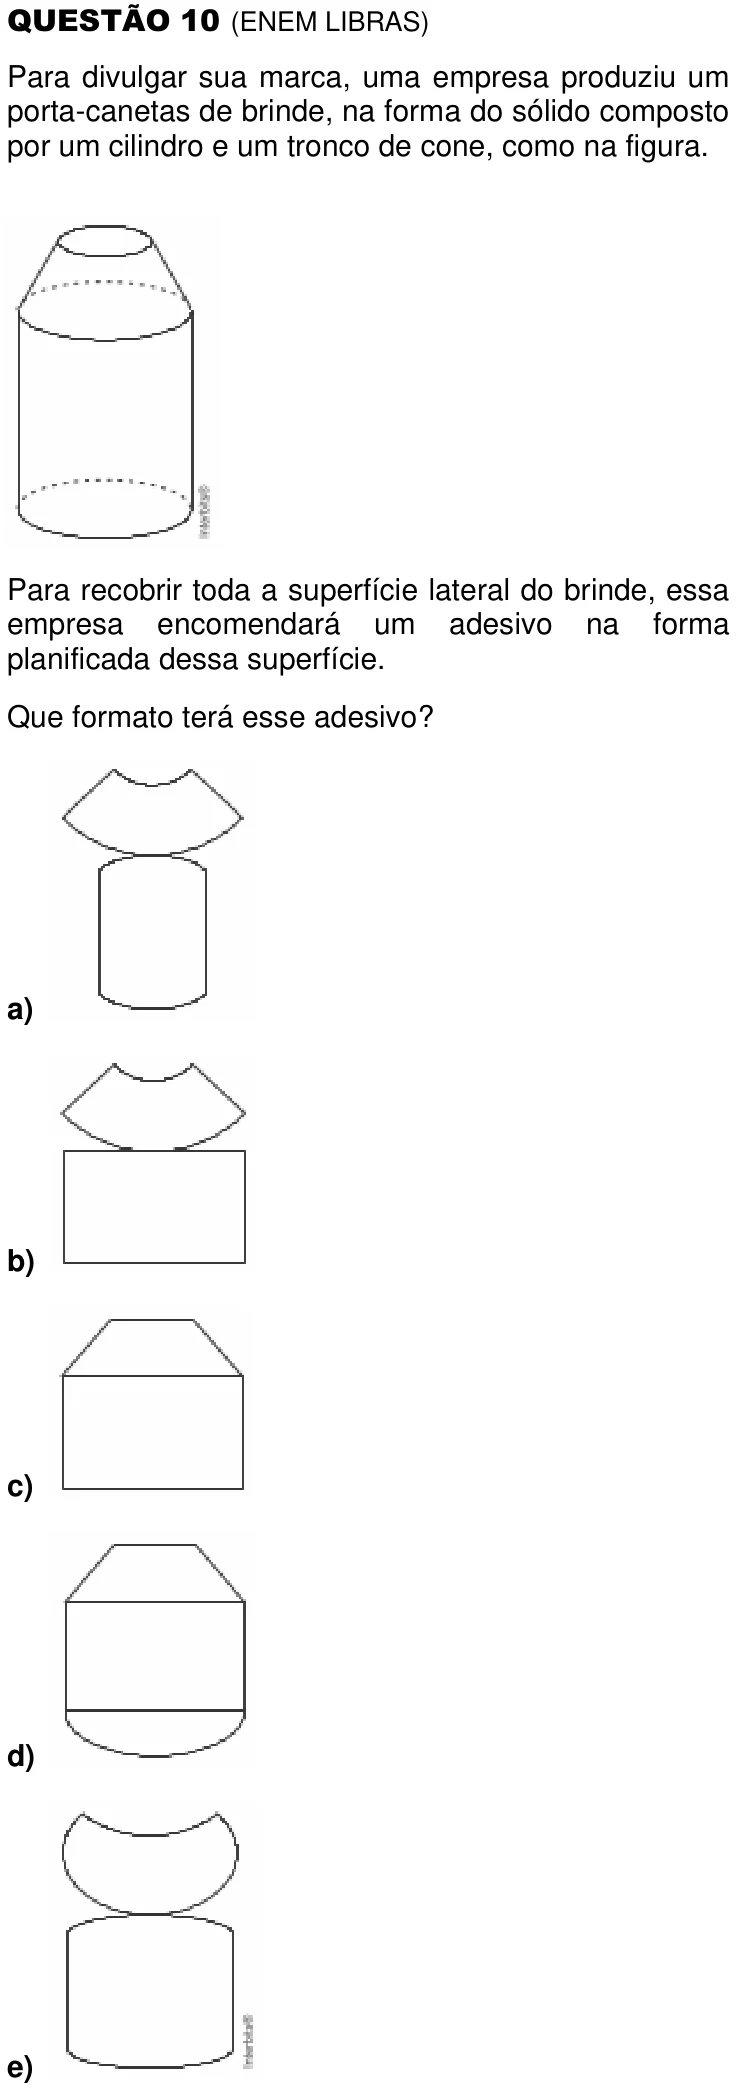 QUESTÃO 10 (ENEM LIBRAS)
Para divulgar sua marca, uma empresa produziu um
porta-canetas de brinde, na forma do sólido composto
por um cilindro e um tronco de cone, como na figura.
Interbits®
Para recobrir toda a superfície lateral do brinde, essa
empresa encomendará um adesivo na forma
planificada dessa superfície.
Que formato terá esse adesivo?
a)
b)
c)
d)
e)
Interbits®